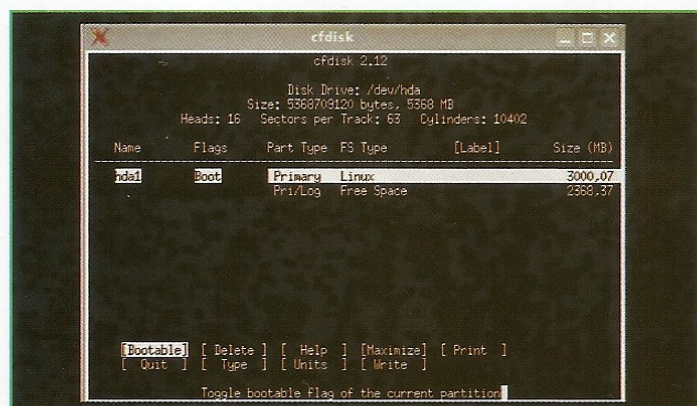 cfdisk
cfdisk 2.12
Disk Drive: /dev/hda
Size: 5368709120 bytes, 5368 MB
Heads: 16 Sectors per Track: 63 Cylinders: 10402
Name Flags Part Type FS Type [Label] Size (MB)
hda1 Boot Primary Linux 3000,07
Pri/Log Free Space 2368,37
[Bootable] [ Delete ] [ Help ] [Maximize] [ Print ]
[ Quit ] [ Type ] [ Units ] [ Write ]
Toggle bootable flag of the current partition